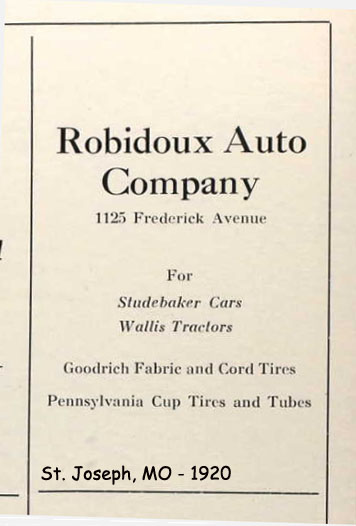 Robidoux Auto
Company
1125 Frederick Avenue
For
Studebaker Cars
Wallis Tractors
Goodrich Fabric and Cord Tires
Pennsylvania Cup Tires and Tubes
St. Joseph, MO - 1920